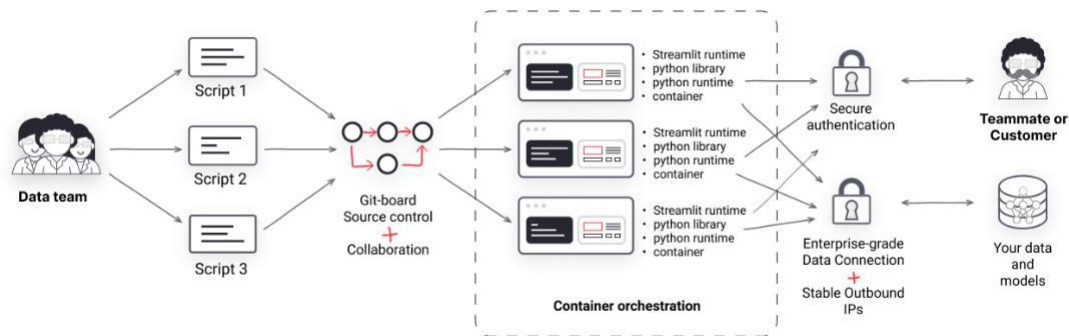 Data team
Script 1
Script 2
Script 3
Git-board
Source control
+
Collaboration
• Streamlit runtime
• python library
• python runtime
• container
• Streamlit runtime
• python library
• python runtime
• container
• Streamlit runtime
• python library
• python runtime
• container
Container orchestration
Secure
authentication
Enterprise-grade
Data Connection
+
Stable Outbound
IPs
Teammate or
Customer
Your data
and
models